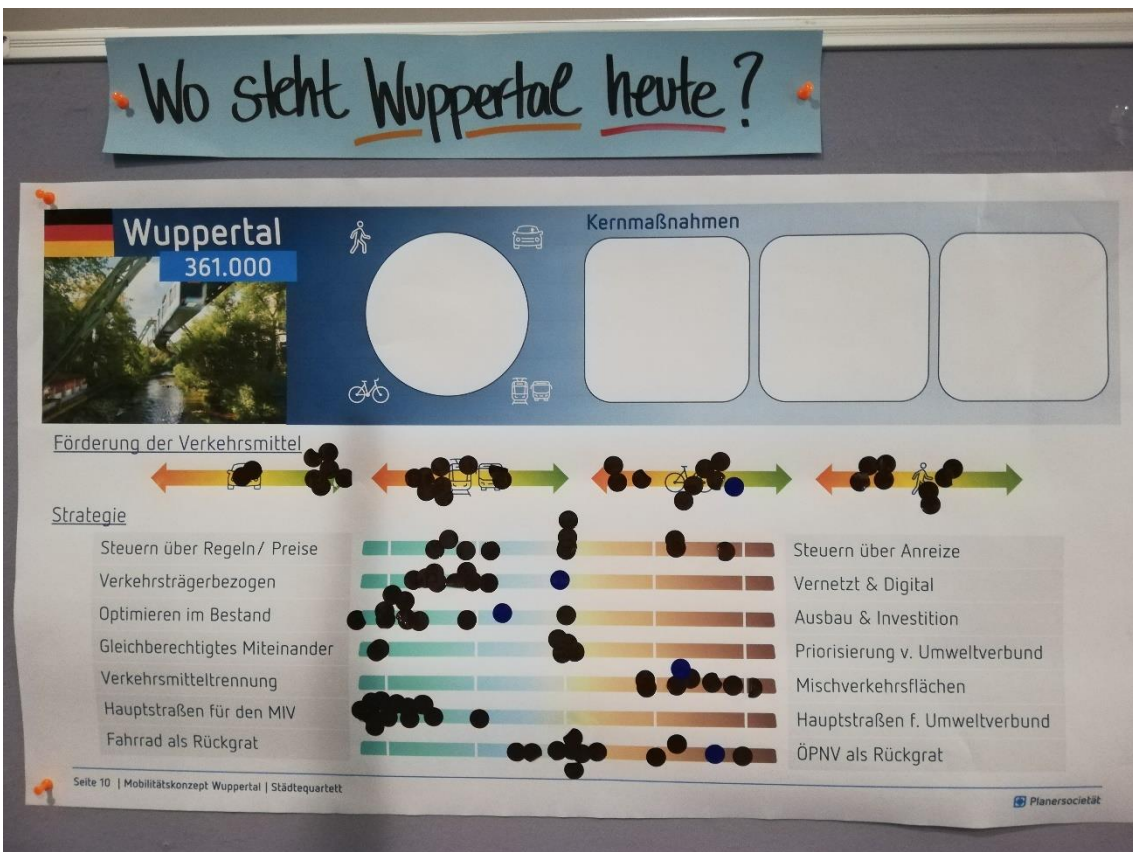 Wo steht Wuppertal heute?
Wuppertal
361.000
Kernmaßnahmen
Förderung der Verkehrsmittel
Strategie
Steuern über Regeln/ Preise
Steuern über Anreize
Verkehrsträgerbezogen
Vernetzt & Digital
Optimieren im Bestand
Ausbau & Investition
Gleichberechtigtes Miteinander
Priorisierung v. Umweltverbund
Verkehrsmitteltrennung
Mischverkehrsflächen
Hauptstraßen für den MIV
Hauptstraßen f. Umweltverbund
Fahrrad als Rückgrat
ÖPNV als Rückgrat
Seite 10 | Mobilitätskonzept Wuppertal | Städtequartett
Planersocietät